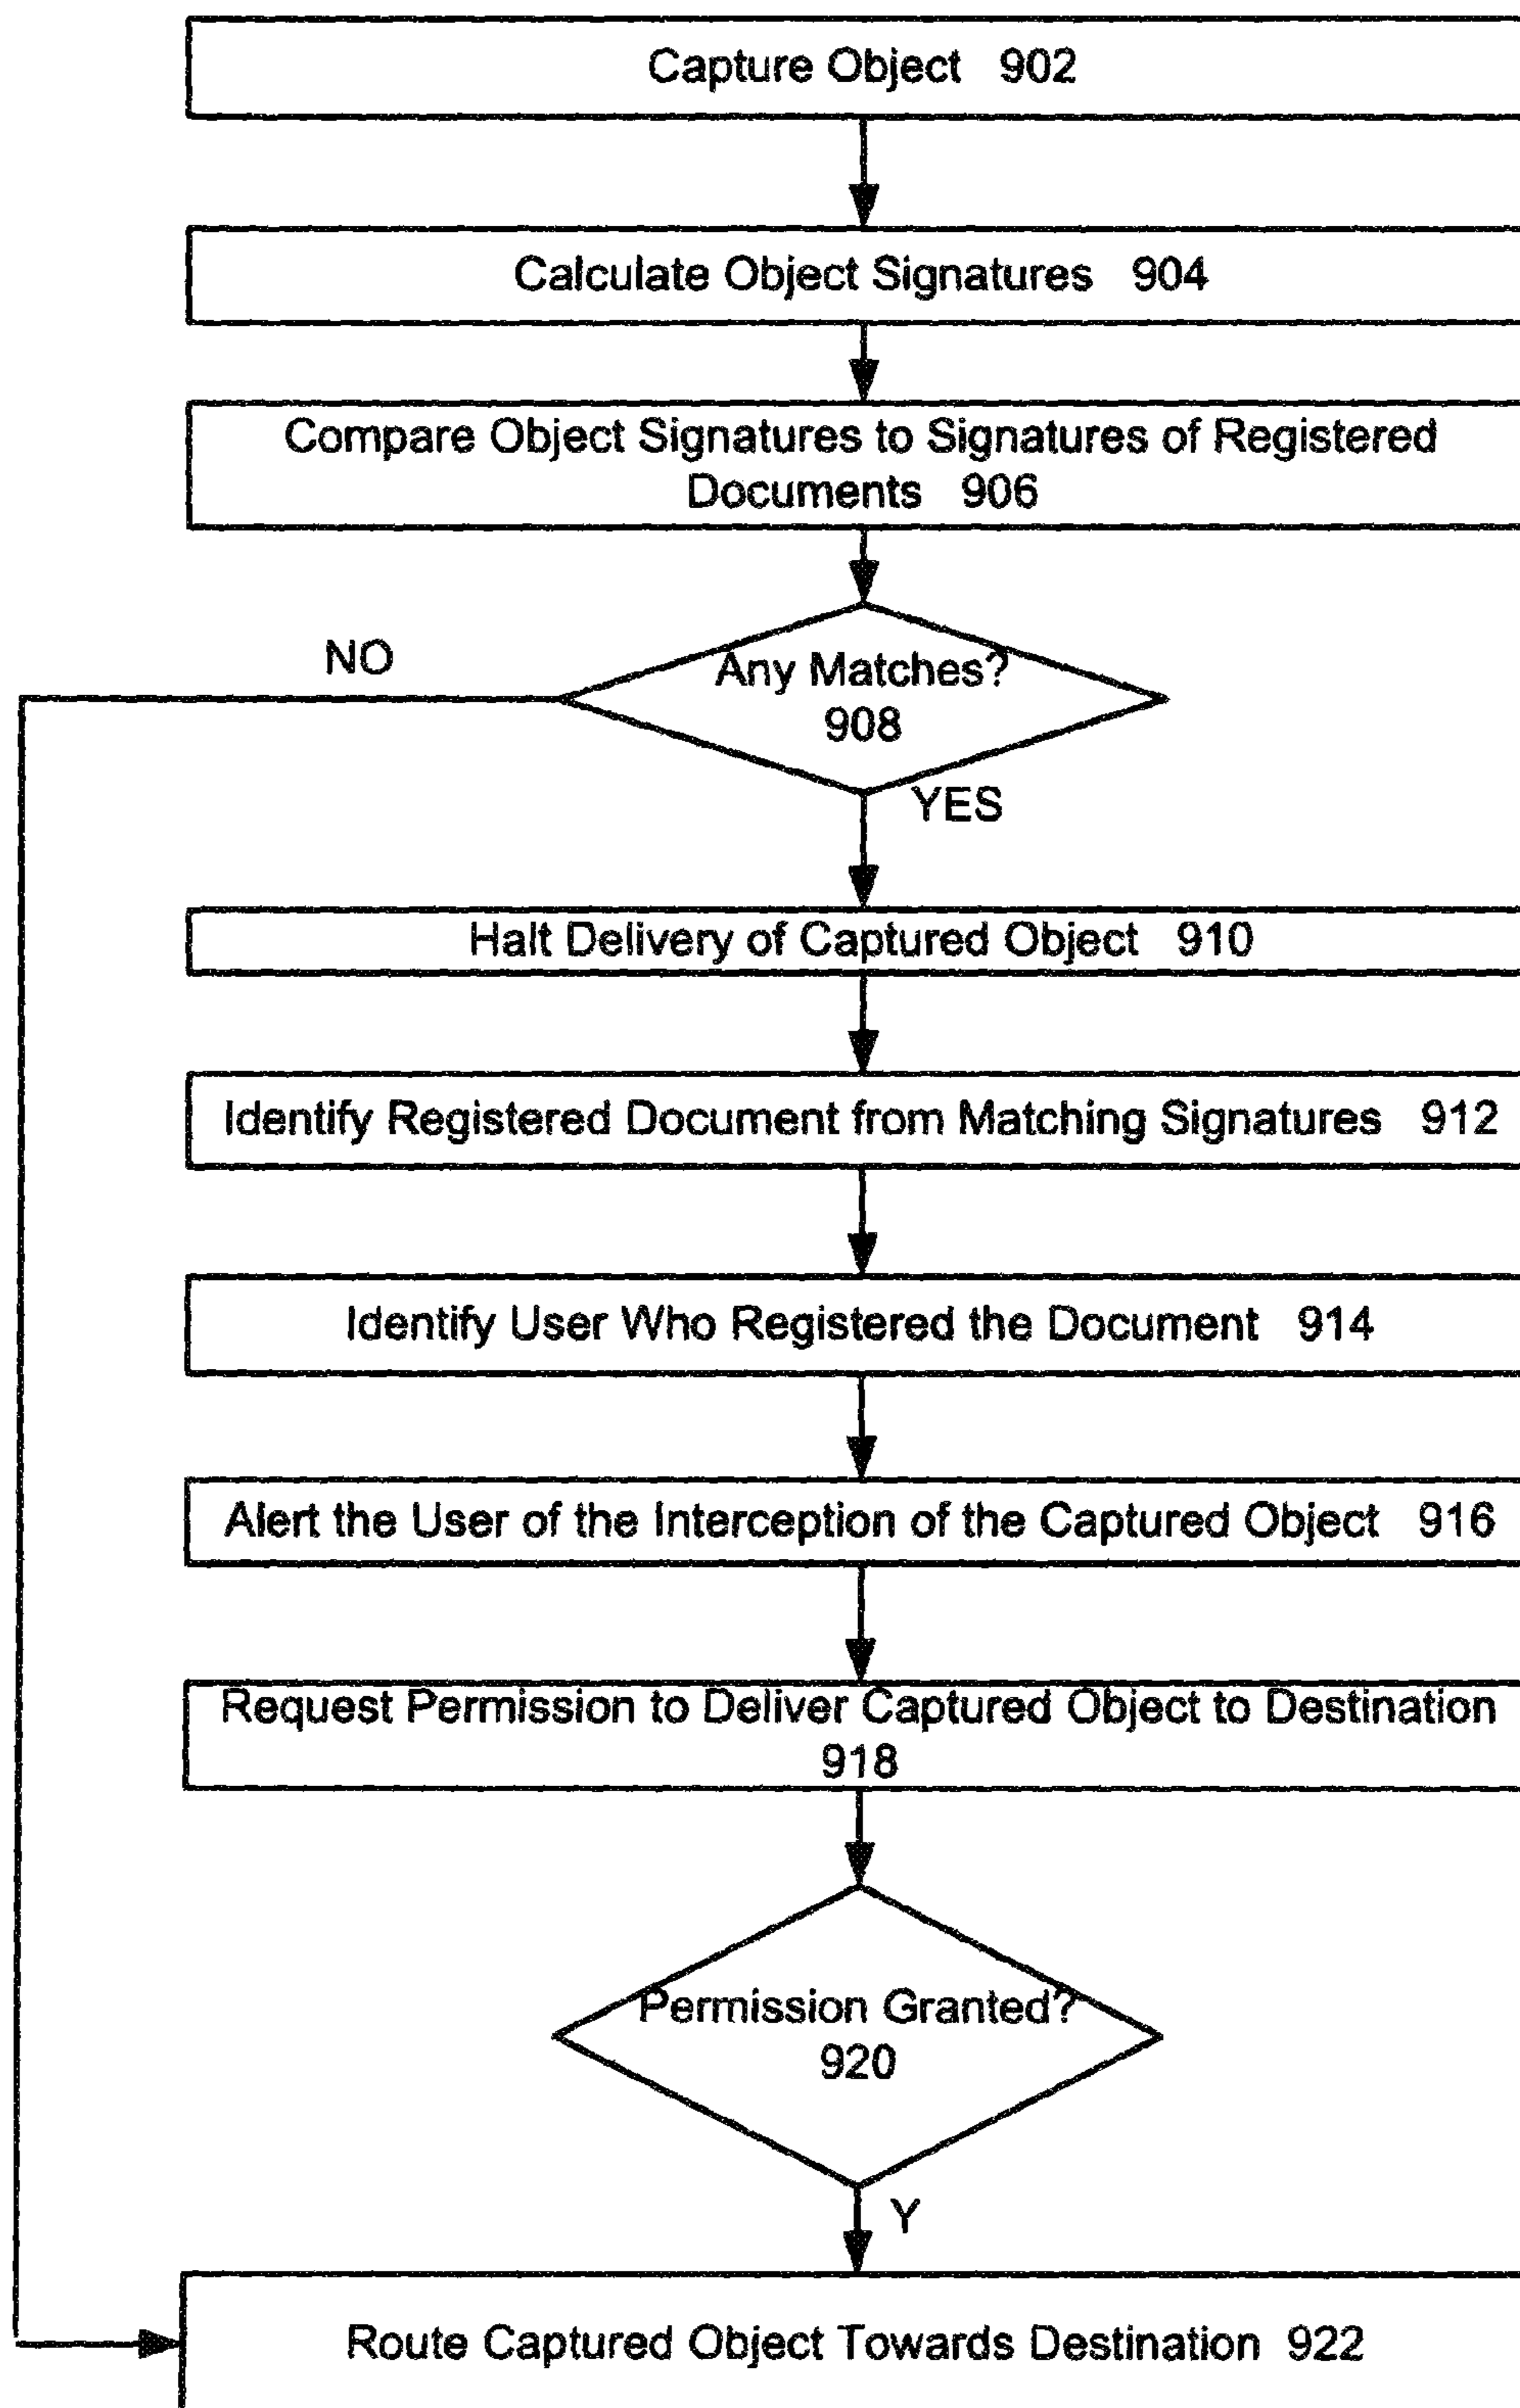 Capture Object 902
Calculate Object Signatures 904
Compare Object Signatures to Signatures of Registered
Documents 906
NO
Any Matches?
908
YES
Halt Delivery of Captured Object 910
Identify Registered Document from Matching Signatures 912
Identify User Who Registered the Document 914
Alert the User of the Interception of the Captured Object 916
Request Permission to Deliver Captured Object to Destination
918
Permission Granted?
920
Y
Route Captured Object Towards Destination 922